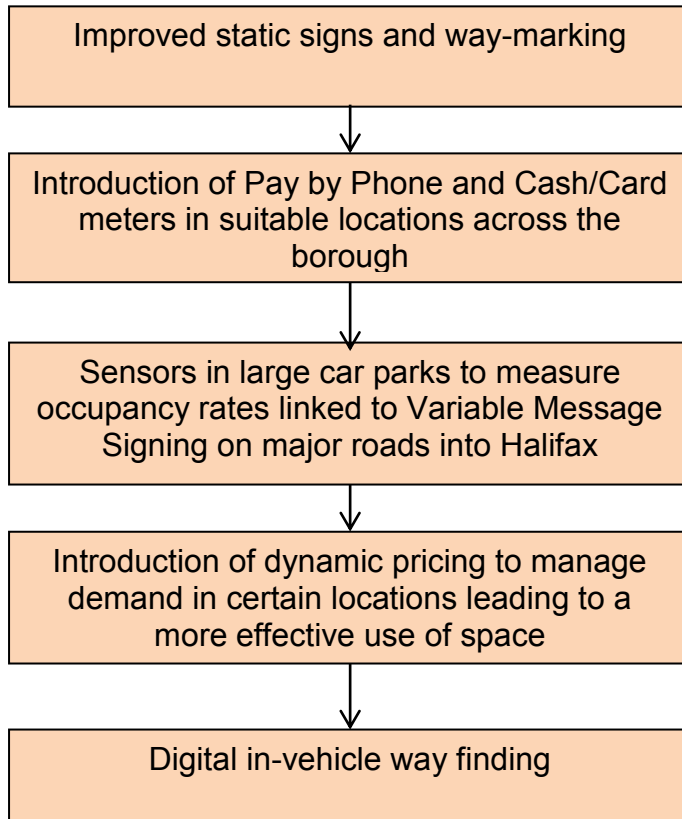 Improved static signs and way-marking
Introduction of Pay by Phone and Cash/Card
meters in suitable locations across the
borough
Sensors in large car parks to measure
occupancy rates linked to Variable Message
Signing on major roads into Halifax
Introduction of dynamic pricing to manage
demand in certain locations leading to a
more effective use of space
Digital in-vehicle way finding